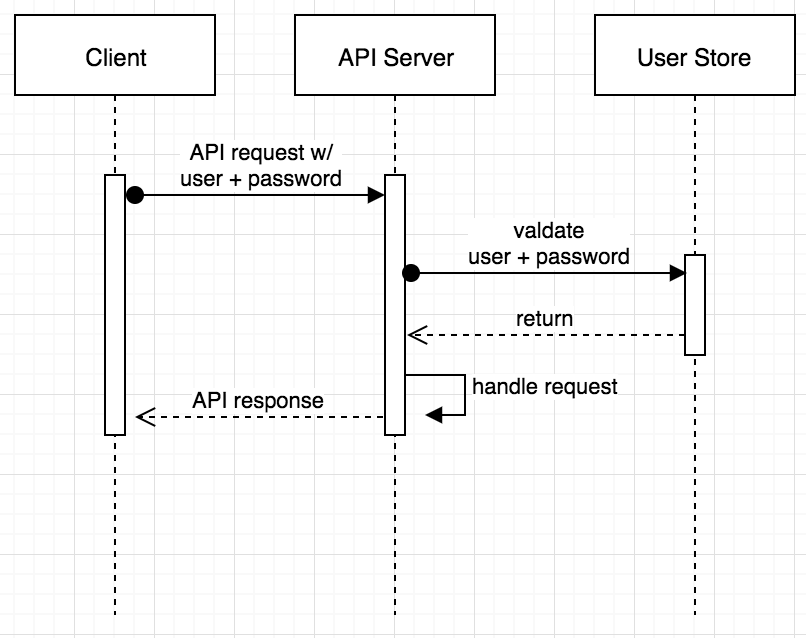 Client
API Server
User Store
API request w/
user + password
valdate
user + password
return
handle request
API response